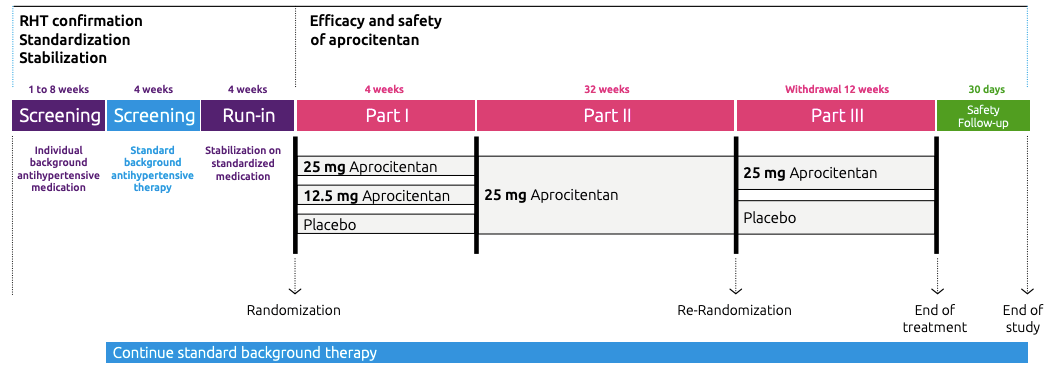 RHT confirmation
Standardization
Stabilization
Efficacy and safety
of aprocitentan
1 to 8 weeks
4 weeks
4 weeks
4 weeks
32 weeks
Withdrawal 12 weeks
30 days
Screening
Screening
Run-in
Part I
Part II
Part III
Safety
Follow-up
Individual
background
antihypertensive
medication
Standard
background
antihypertensive
therapy
Stabilization on
standardized
medication
25 mg Aprocitentan
12.5 mg Aprocitentan
Placebo
25 mg Aprocitentan
25 mg Aprocitentan
Placebo
Randomization
Re-Randomization
End of
treatment
End of
study
Continue standard background therapy